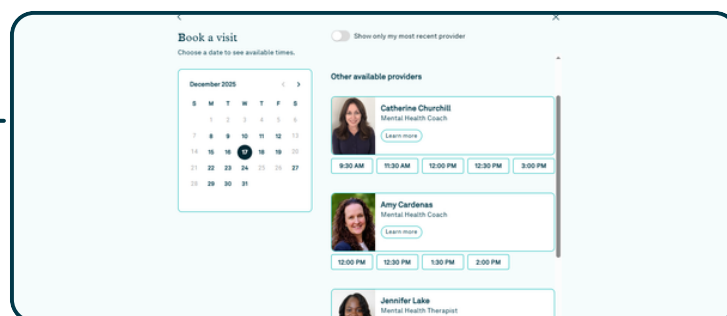 Book a visit
Choose a date to see available times.
December 2025
S M T W T F S
1 2 3 4 5 6
7 8 9 10 11 12 13
14 15 16 17 18 19 20
21 22 23 24 25 26 27
28 29 30 31
Show only my most recent provider
Other available providers
Catherine Churchill
Mental Health Coach
Learn more
9:30 AM 11:30 AM 12:00 PM 12:30 PM 3:00 PM
Amy Cardenas
Mental Health Coach
Learn more
12:00 PM 12:30 PM 1:30 PM 2:00 PM
Jennifer Lake
Mental Health Therapist